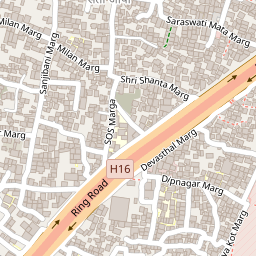 Saraswati Mata Marg
Milan Marg
Milan Marg
Sanjibani Marg
Shri Shanta Marg
SOS Marga
Marg
Devasthal Marg
H16
Ring Road
Dipnagar Marg
Kot Marg